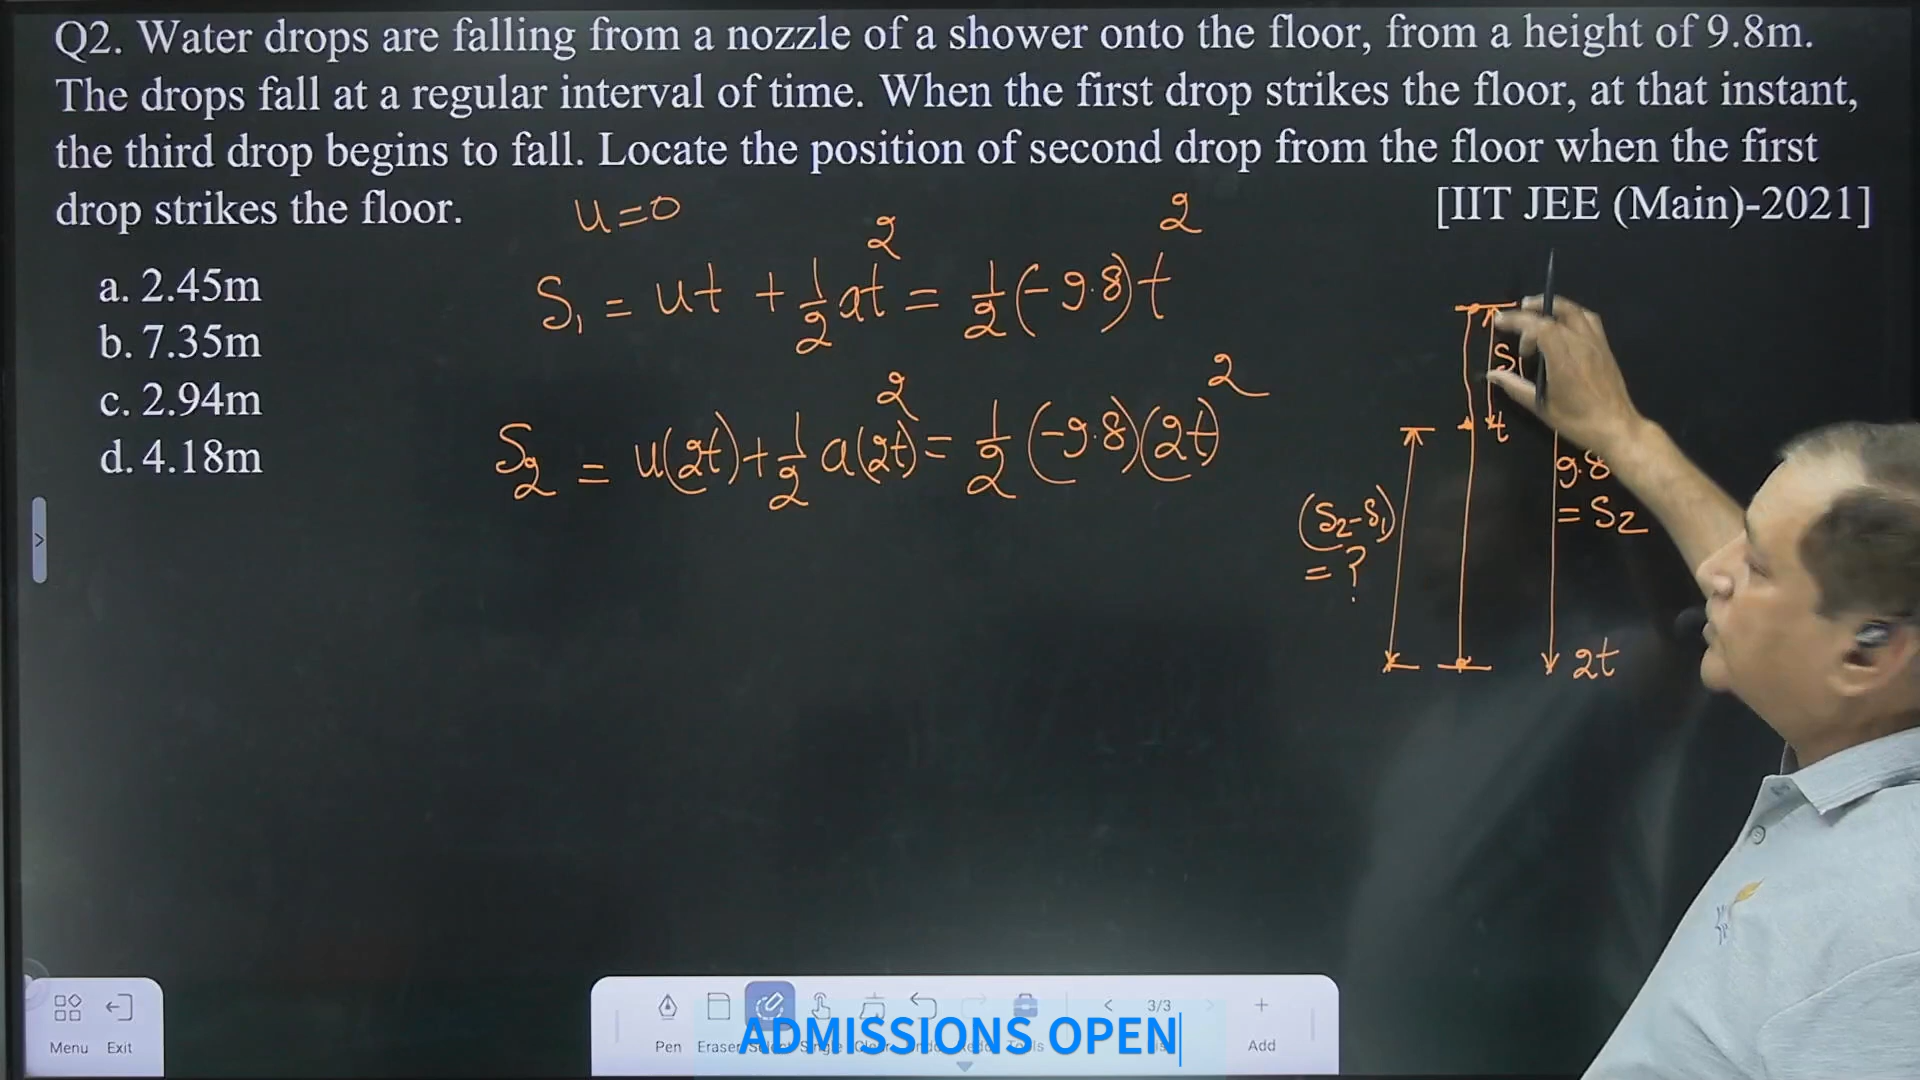 Q2. Water drops are falling from a nozzle of a shower onto the floor, from a height of 9.8m.
The drops fall at a regular interval of time. When the first drop strikes the floor, at that instant,
the third drop begins to fall. Locate the position of second drop from the floor when the first
drop strikes the floor.
[IIT JEE (Main)-2021]
a. 2.45m
b. 7.35m
c. 2.94m
d. 4.18m
u=0
S₁ = ut + 1/2 at² = 1/2 (-9.8) t²
S₂ = u(2t) + 1/2 a(2t)² = 1/2 (-9.8)(2t)²
S₁
t
9.8
= S₂
(S₂-S₁)
= ?
2t
3/3
Menu
Exit
Pen
Eraser
Add
ADMISSIONS OPEN